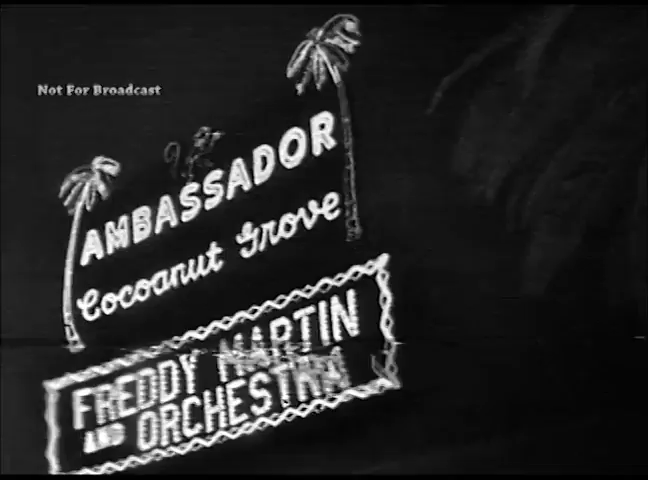 Not For Broadcast
AMBASSADOR
Cocoanut Grove
FREDDY MARTIN
AND ORCHESTRA